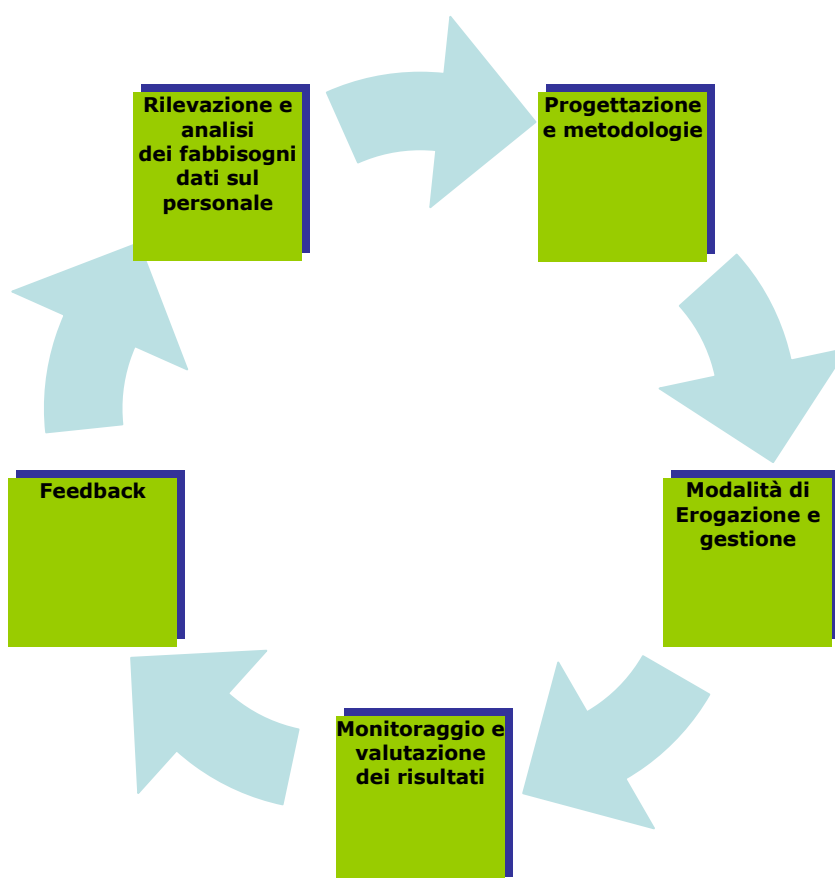 Rilevazione e
analisi
dei fabbisogni
dati sul
personale
Progettazione
e metodologie
Modalità di
Erogazione e
gestione
Monitoraggio e
valutazione
dei risultati
Feedback